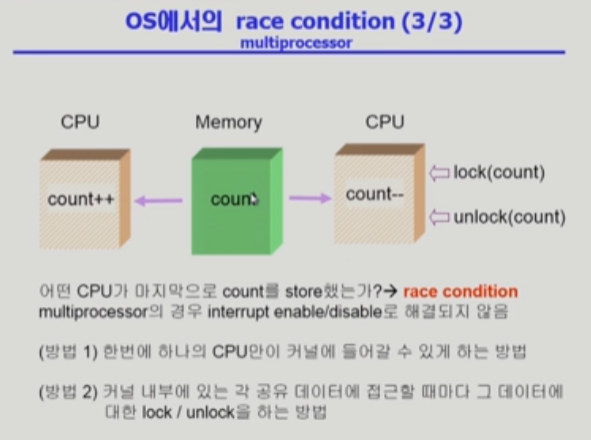 OS에서의 race condition (3/3)
multiprocessor
CPU Memory CPU
count++ count count-- lock(count)
unlock(count)
어떤 CPU가 마지막으로 count를 store했는가?→ race condition
multiprocessor의 경우 interrupt enable/disable로 해결되지 않음
(방법 1) 한번에 하나의 CPU만이 커널에 들어갈 수 있게 하는 방법
(방법 2) 커널 내부에 있는 각 공유 데이터에 접근할 때마다 그 데이터에
대한 lock / unlock을 하는 방법